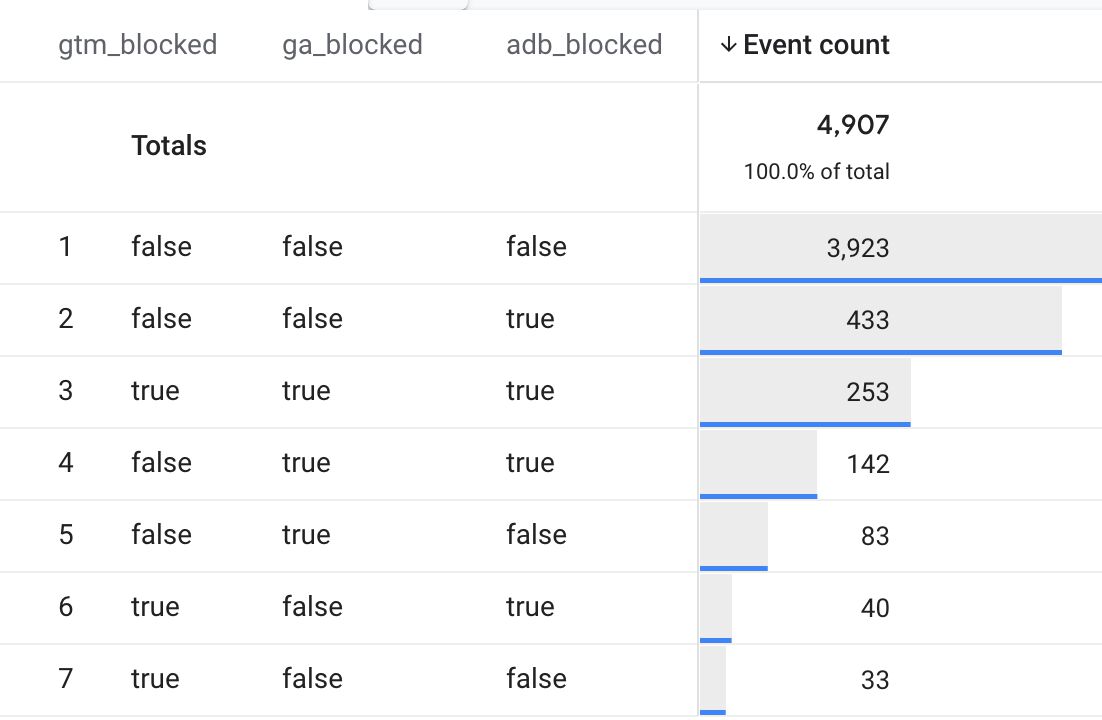 gtm_blocked ga_blocked adb_blocked ↓ Event count
4,907
Totals
100.0% of total
1 false false false 3,923
2 false false true 433
3 true true true 253
4 false true true 142
5 false true false 83
6 true false true 40
7 true false false 33